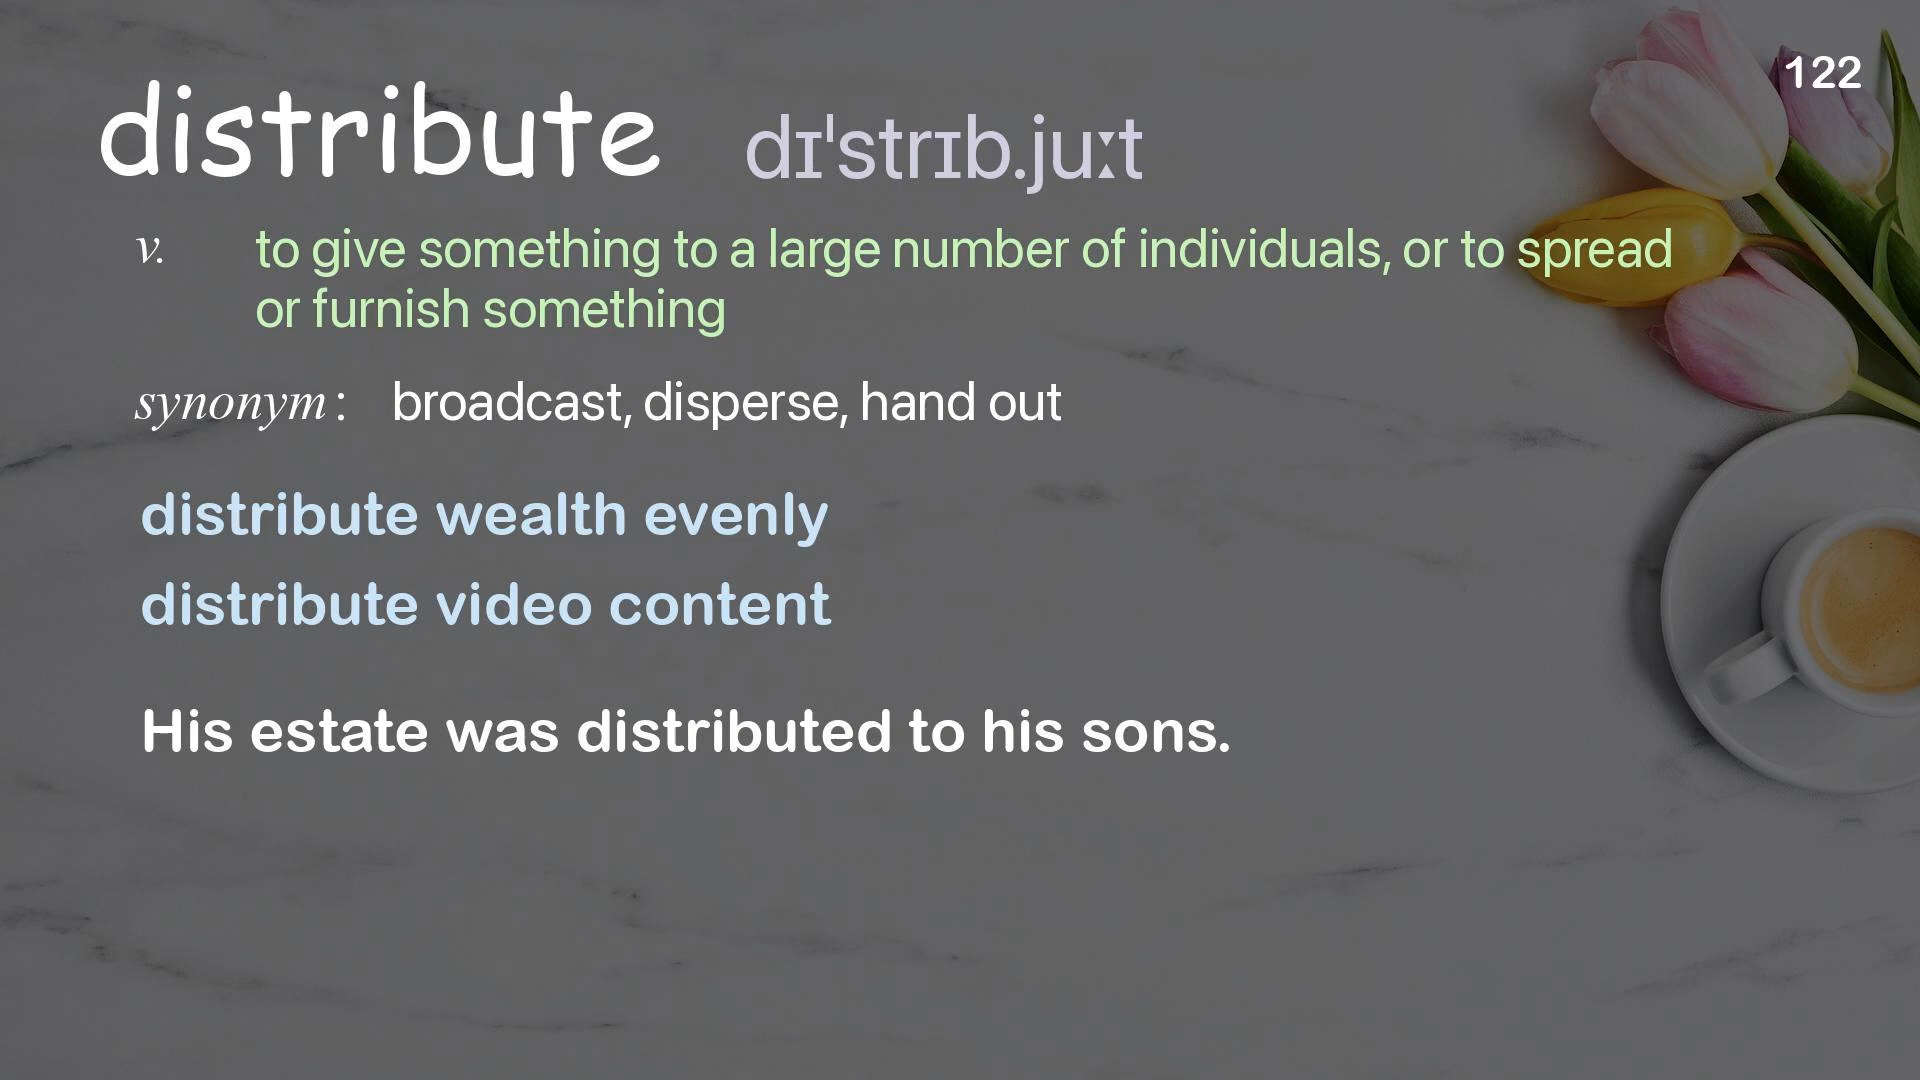 122
distribute dɪˈstrɪb.juːt
v. to give something to a large number of individuals, or to spread
or furnish something
synonym : broadcast, disperse, hand out
distribute wealth evenly
distribute video content
His estate was distributed to his sons.